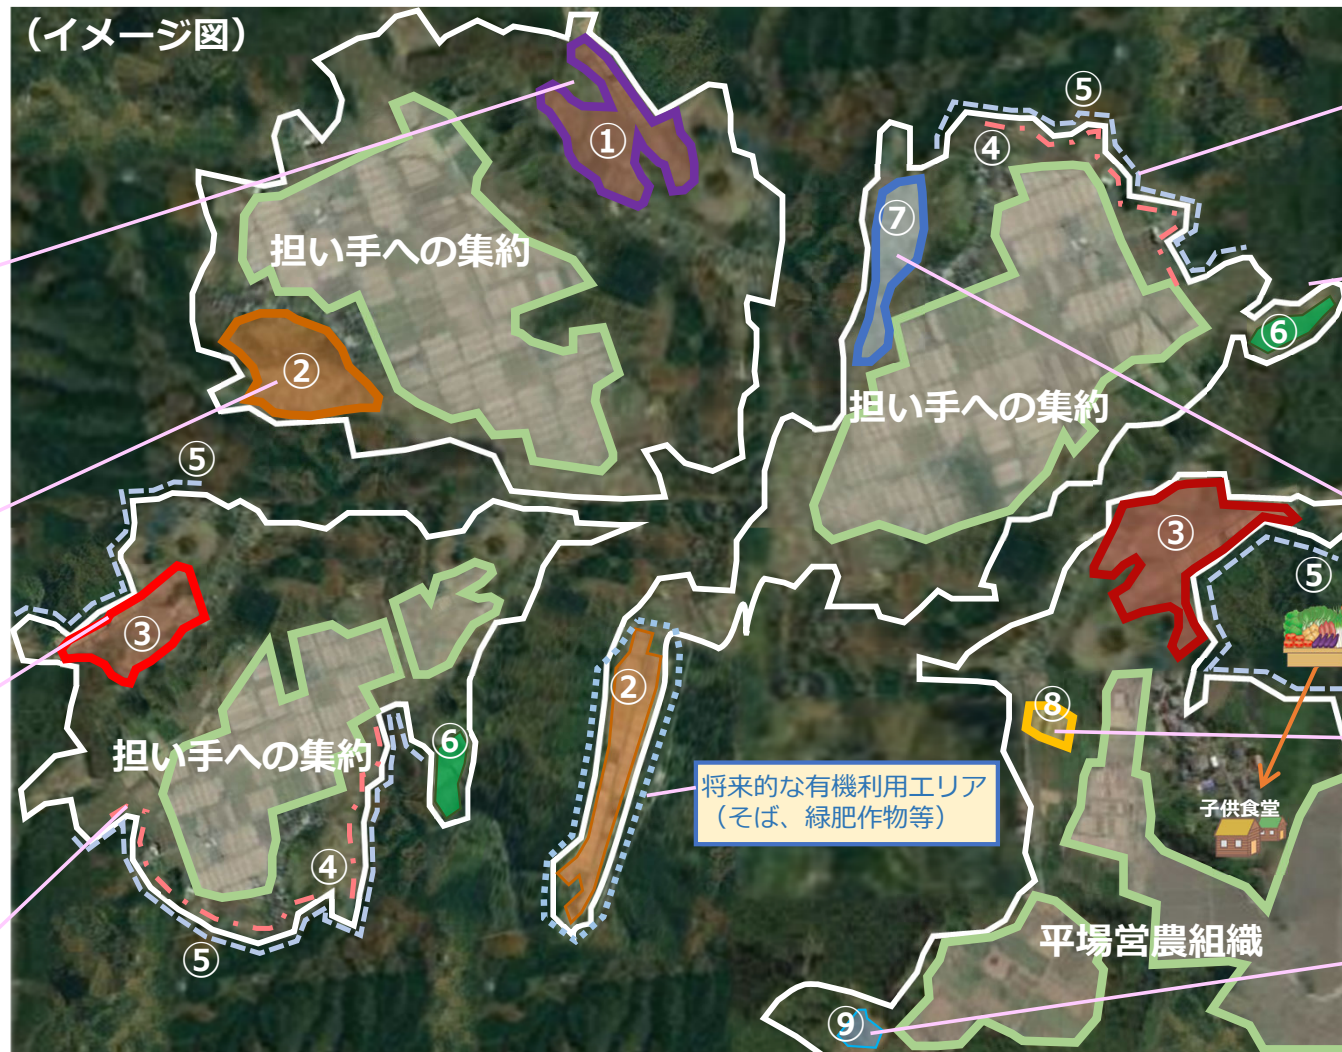 （イメージ図）
⑤
①
④
⑦
担い手への集約
⑥
②
担い手への集約
⑤
③
⑤
③
②
⑧
⑥
担い手への集約
将来的な有機利用エリア
（そば、緑肥作物等）
子供食堂
④
平場営農組織
⑤
⑨